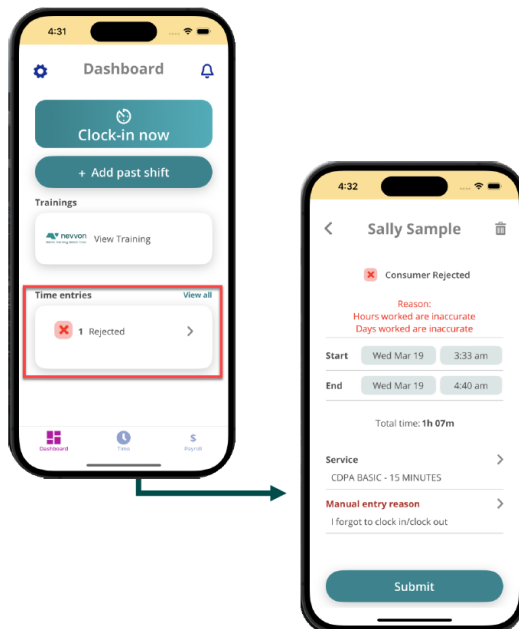 4:31
Dashboard
Clock-in now
+ Add past shift
Trainings
nevvon View Training
Time entries View all
1 Rejected
Dashboard Time Payroll
4:32
Sally Sample
Consumer Rejected
Reason:
Hours worked are inaccurate
Days worked are inaccurate
Start Wed Mar 19 3:33 am
End Wed Mar 19 4:40 am
Total time: 1h 07m
Service
CDPA BASIC - 15 MINUTES
Manual entry reason
I forgot to clock in/clock out
Submit